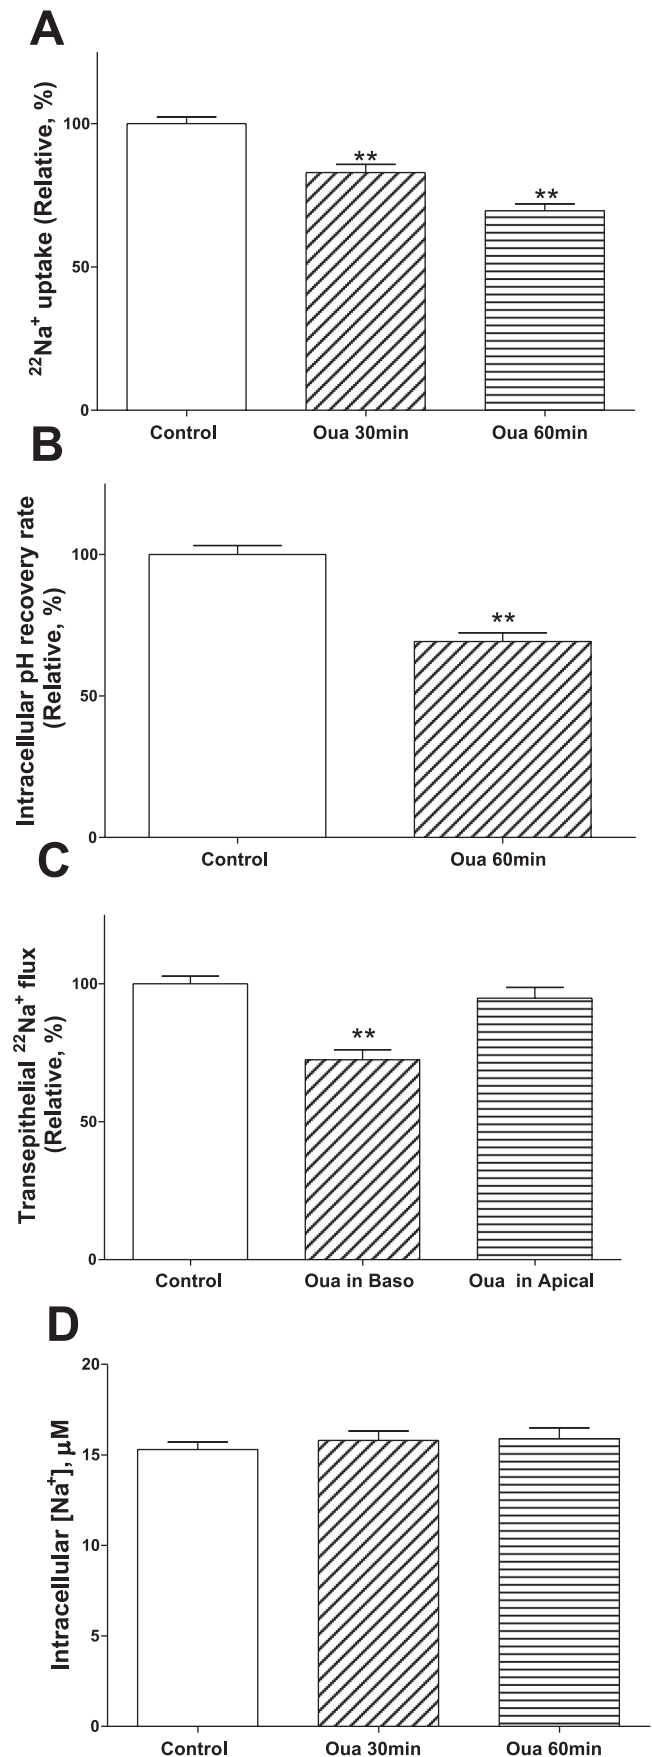 A
²²Na⁺ uptake (Relative, %)
100
50
0
**
**
Control
Oua 30min
Oua 60min
B
Intracellular pH recovery rate
(Relative, %)
100
50
0
**
Control
Oua 60min
C
Transepithelial ²²Na⁺ flux
(Relative, %)
100
50
0
**
Control
Oua in Baso
Oua in Apical
D
Intracellular [Na⁺], μM
20
15
10
5
0
Control
Oua 30min
Oua 60min